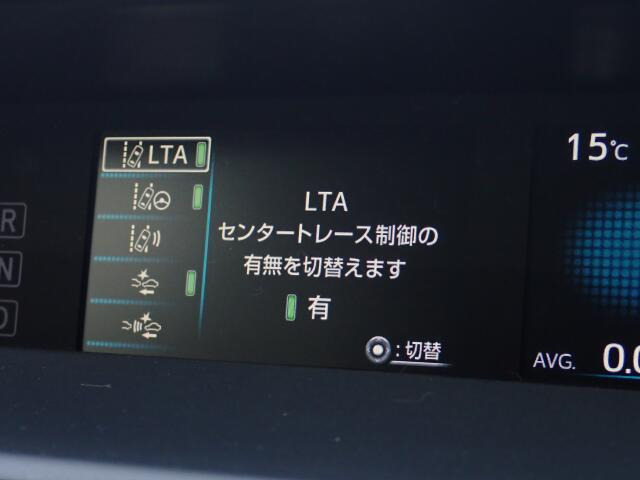 LTA
LTA
センタートレース制御の
有無を切替えます
有
:切替
15℃
AVG.
R
N
D